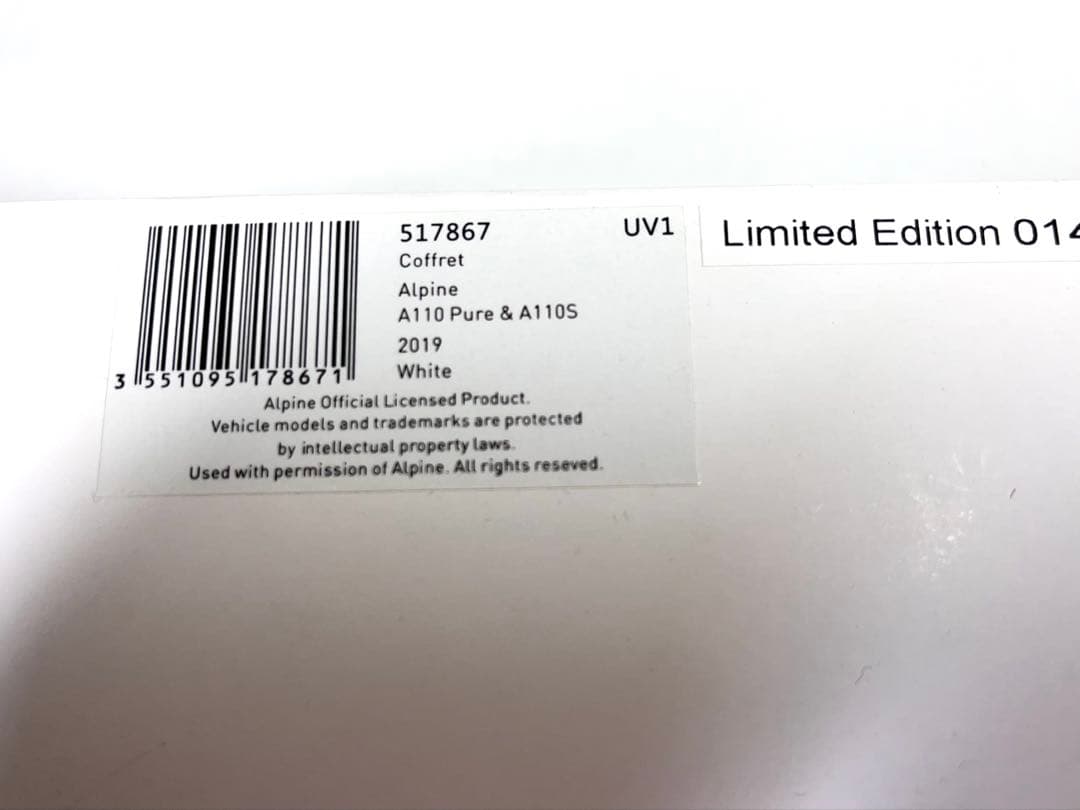 517867
UV1
Limited Edition 014
Coffret
Alpine
A110 Pure & A110S
2019
White
3 551095 178671
Alpine Official Licensed Product.
Vehicle models and trademarks are protected
by intellectual property laws.
Used with permission of Alpine. All rights reseved.